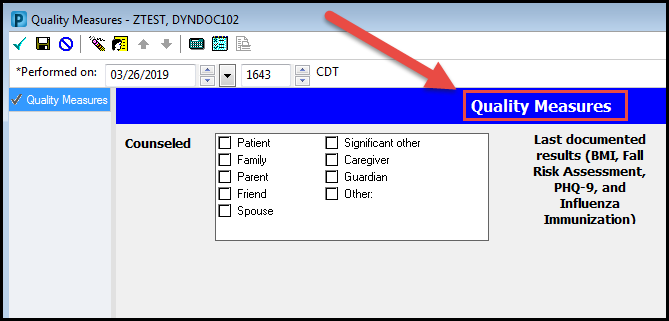 P Quality Measures - ZTEST, DYNDOC102
*Performed on: 03/26/2019 1643 CDT
Quality Measures
Quality Measures
Counseled
Patient
Family
Parent
Friend
Spouse
Significant other
Caregiver
Guardian
Other:
Last documented
results (BMI, Fall
Risk Assessment,
PHQ-9, and
Influenza
Immunization)